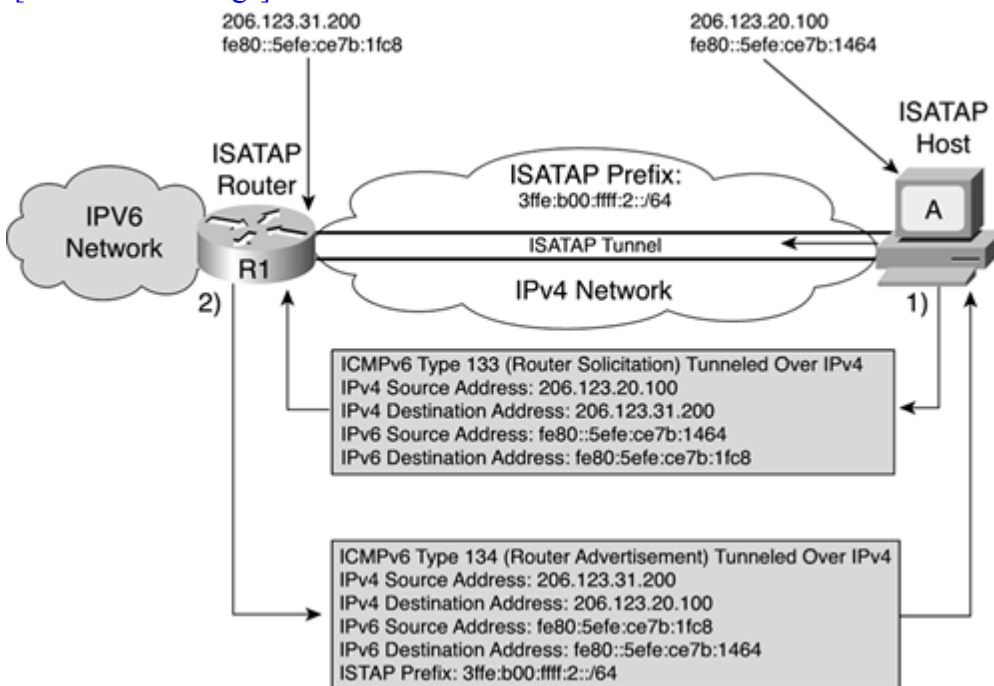 206.123.31.200
fe80::5efe:ce7b:1fc8
206.123.20.100
fe80::5efe:ce7b:1464
ISATAP
Host
ISATAP
Router
ISATAP Prefix:
3ffe:b00:ffff:2::/64
IPV6
Network
A
ISATAP Tunnel
R1
IPv4 Network
2)
1)
ICMPv6 Type 133 (Router Solicitation) Tunneled Over IPv4
IPv4 Source Address: 206.123.20.100
IPv4 Destination Address: 206.123.31.200
IPv6 Source Address: fe80::5efe:ce7b:1464
IPv6 Destination Address: fe80:5efe:ce7b:1fc8
ICMPv6 Type 134 (Router Advertisement) Tunneled Over IPv4
IPv4 Source Address: 206.123.31.200
IPv4 Destination Address: 206.123.20.100
IPv6 Source Address: fe80:5efe:ce7b:1fc8
IPv6 Destination Address: fe80::5efe:ce7b:1464
ISTAP Prefix: 3ffe:b00:ffff:2::/64